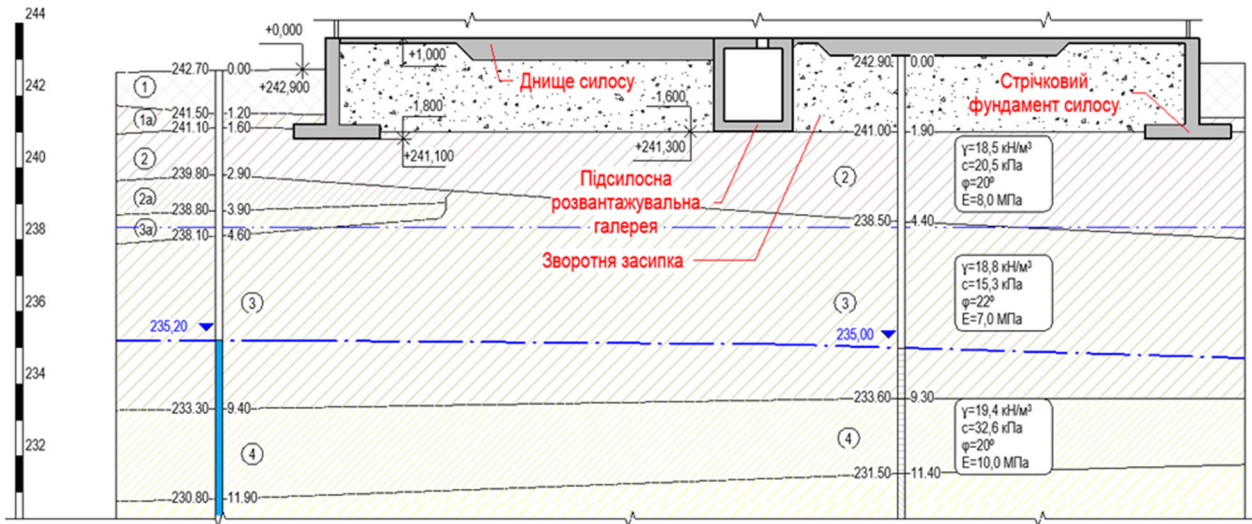 244
242
240
238
236
234
232
+0,000
+242,900
242.70
0.00
241.50
1.20
241.10
1.60
239.80
2.90
238.80
3.90
238.10
4.60
235,20
233.30
9.40
230.80
11.90
1
1а
2
2а
3а
3
4
+1,000
1,800
+241,100
1,600
+241,300
Днище силосу
Підсилосна
розвантажувальна
галерея
Зворотня засипка
Стрічковий
фундамент силосу
242.90
0.00
241.00
1.90
238.50
4.40
235,00
233.60
9.30
231.50
11.40
2
3
4
γ=18,5 кН/м³
c=20,5 кПа
φ=20º
E=8,0 МПа
γ=18,8 кН/м³
c=15,3 кПа
φ=22º
E=7,0 МПа
γ=19,4 кН/м³
c=32,6 кПа
φ=20º
E=10,0 МПа